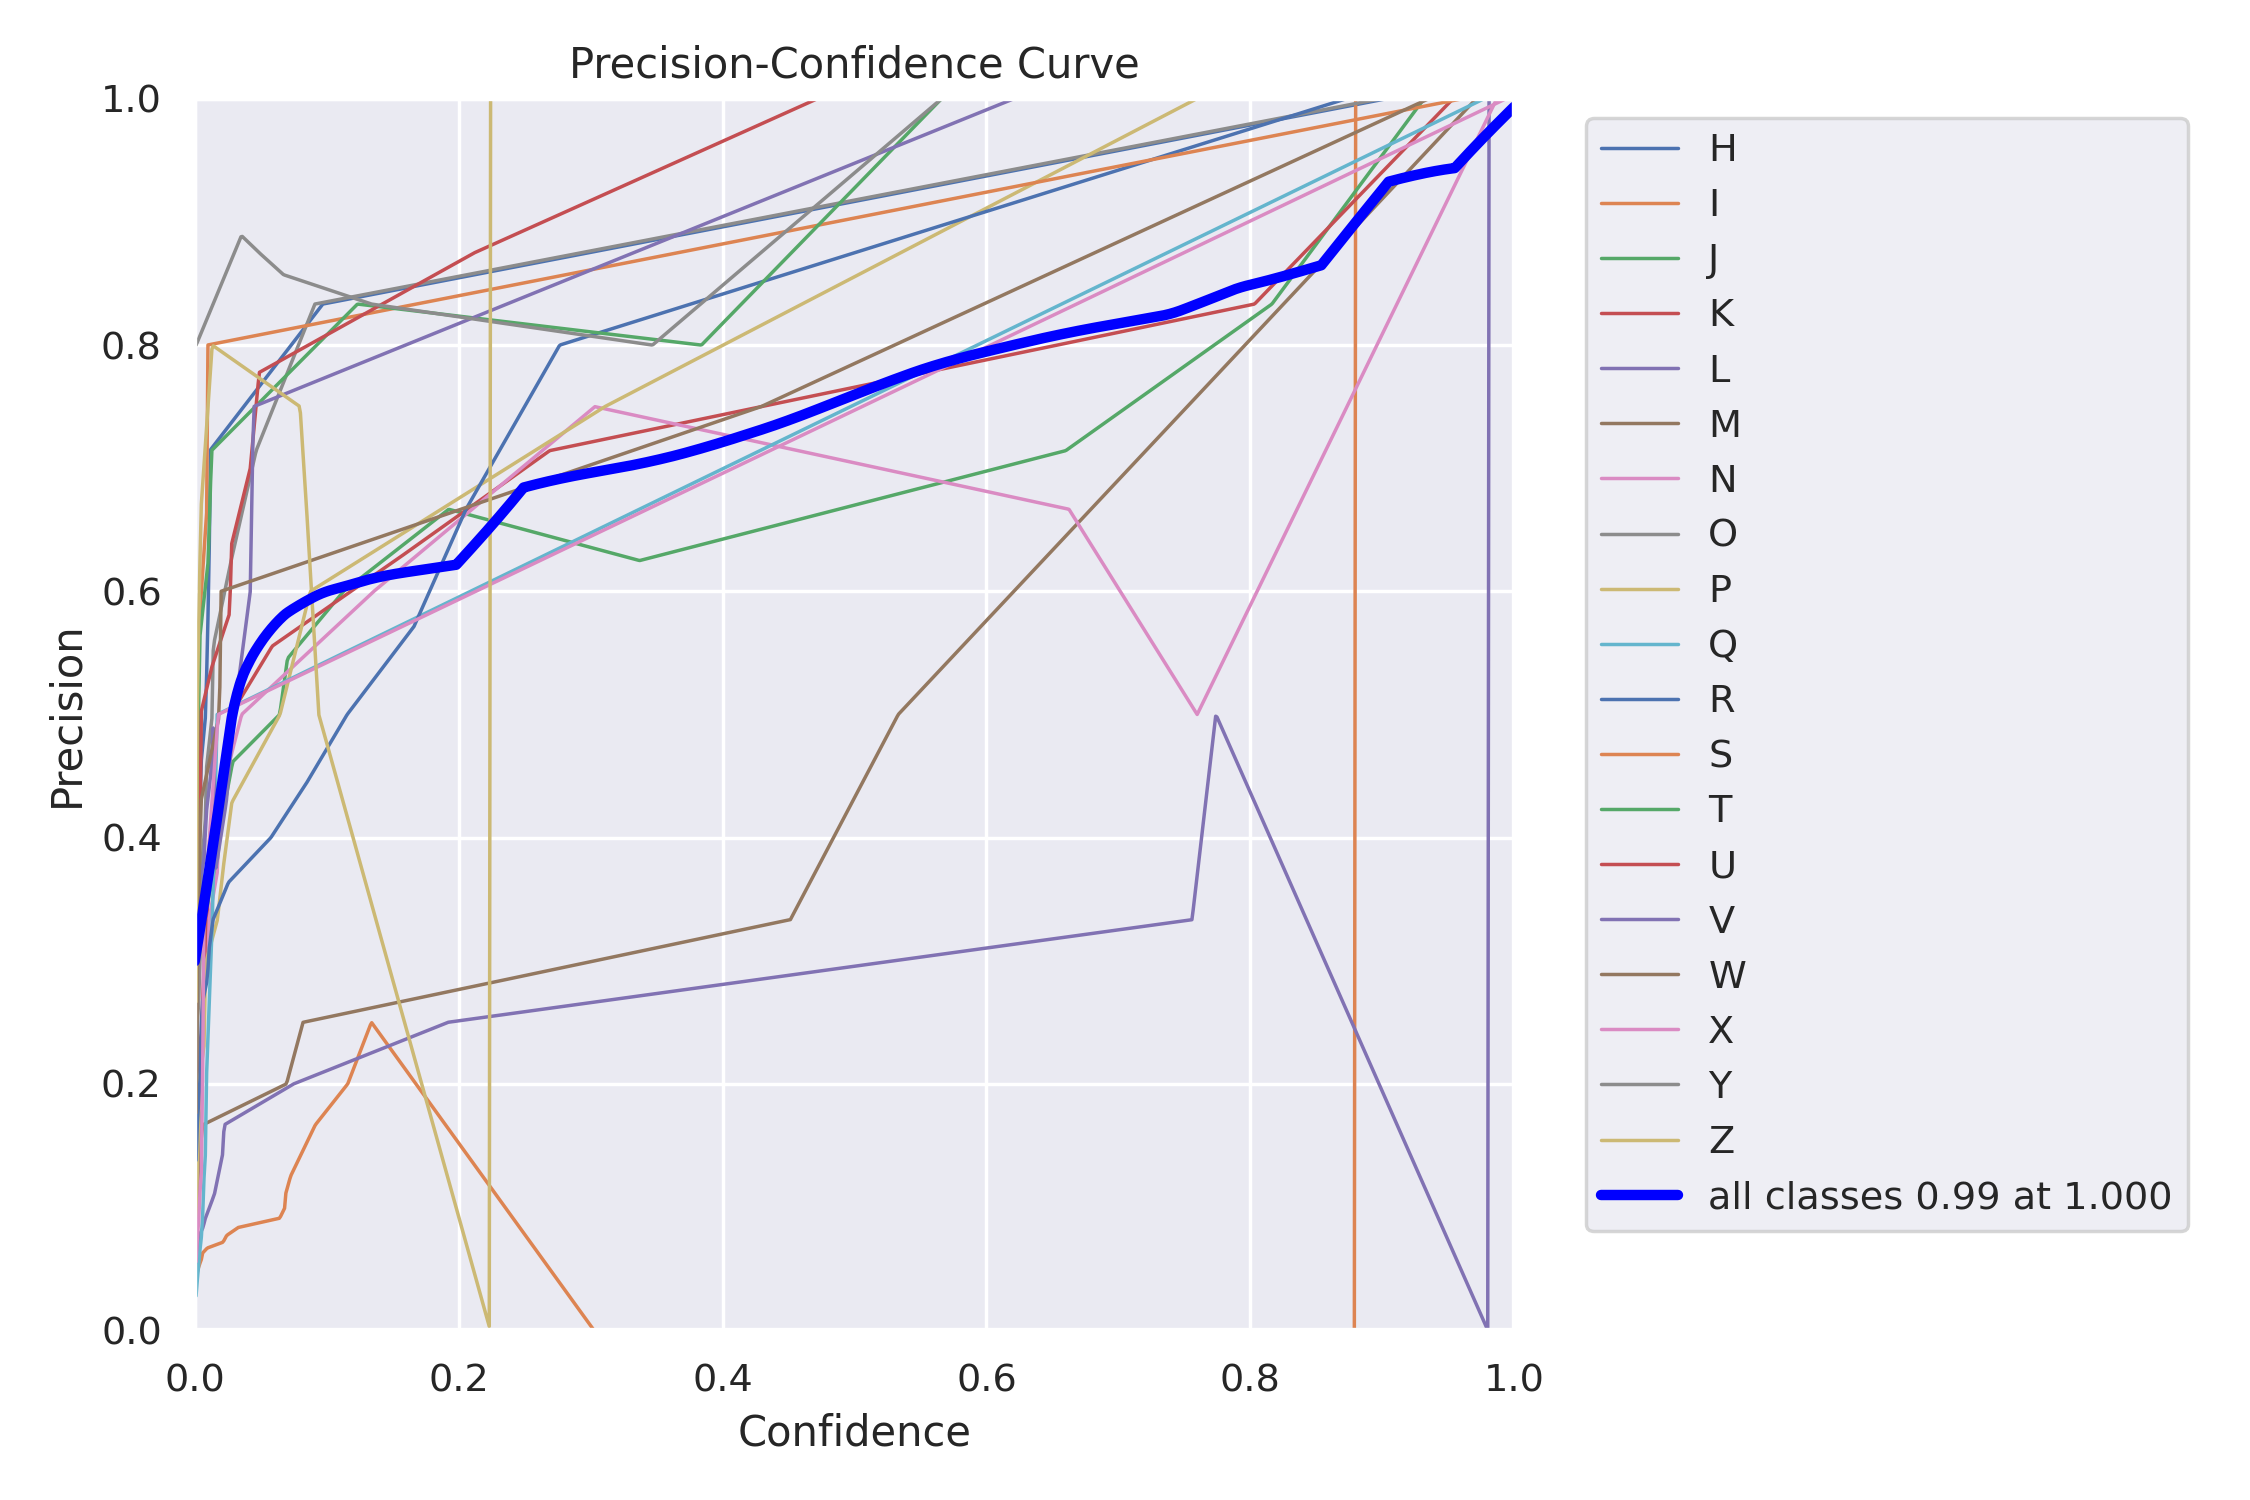 Precision-Confidence Curve
1.0
0.8
0.6
0.4
0.2
0.0
Precision
0.0 0.2 0.4 0.6 0.8 1.0
Confidence
H
I
J
K
L
M
N
O
P
Q
R
S
T
U
V
W
X
Y
Z
all classes 0.99 at 1.000